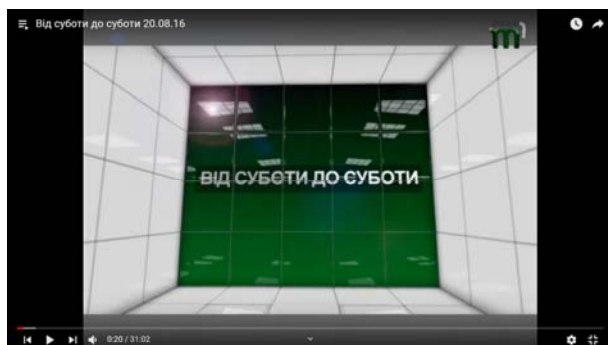 Від суботи до суботи 20.08.16
m
ВІД СУБОТИ ДО СУБОТИ
0:20 / 31:02